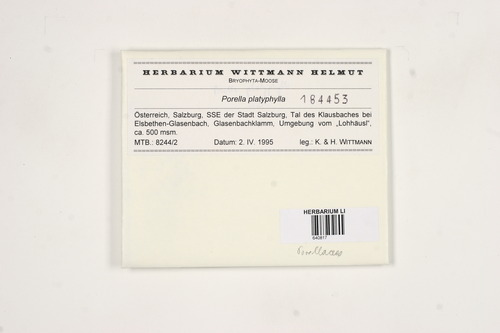 HERBARIUM WITTMANN HELMUT
BRYOPHYTA-MOOSE
Porella platyphylla 184453
Österreich, Salzburg, SSE der Stadt Salzburg, Tal des Klausbaches bei
Elsbethen-Glasenbach, Glasenbachklamm, Umgebung vom „Lohhäusl“,
ca. 500 msm.
MTB.: 8244/2 Datum: 2. IV. 1995 leg.: K. & H. WITTMANN
HERBARIUM LI
640817
Porellaceae